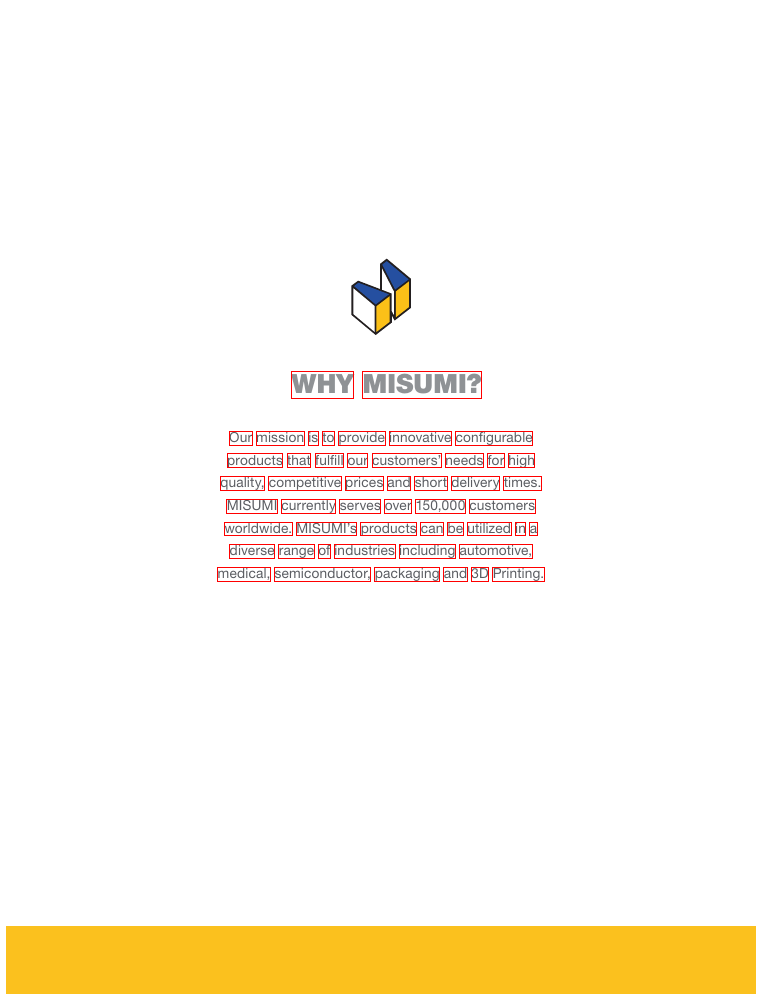 WHY MISUMI?
Our mission is to provide innovative configurable
products that fulfill our customers' needs for high
quality, competitive prices and short delivery times.
MISUMI currently serves over 150,000 customers
worldwide. MISUMI's products can be utilized in a
diverse range of industries including automotive,
medical, semiconductor, packaging and 3D Printing.